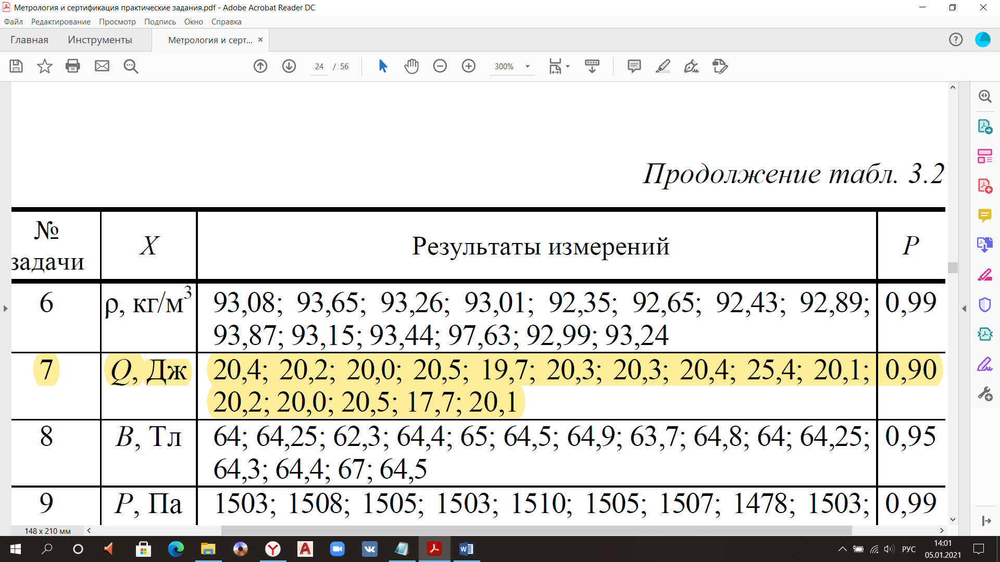 Метрология и сертификация практические задания.pdf - Adobe Acrobat Reader DC
Файл Редактирование Просмотр Подпись Окно Справка
Главная Инструменты Метрология и серт... ×
24 / 56 300%
Продолжение табл. 3.2
№ задачи X Результаты измерений P
6 ρ, кг/м³ 93,08; 93,65; 93,26; 93,01; 92,35; 92,65; 92,43; 92,89; 0,99
93,87; 93,15; 93,44; 97,63; 92,99; 93,24
7 Q, Дж 20,4; 20,2; 20,0; 20,5; 19,7; 20,3; 20,3; 20,4; 25,4; 20,1; 0,90
20,2; 20,0; 20,5; 17,7; 20,1
8 B, Тл 64; 64,25; 62,3; 64,4; 65; 64,5; 64,9; 63,7; 64,8; 64; 64,25; 0,95
64,3; 64,4; 67; 64,5
9 P, Па 1503; 1508; 1505; 1503; 1510; 1505; 1507; 1478; 1503; 0,99
148 x 210 мм
РУС 14:01
05.01.2021